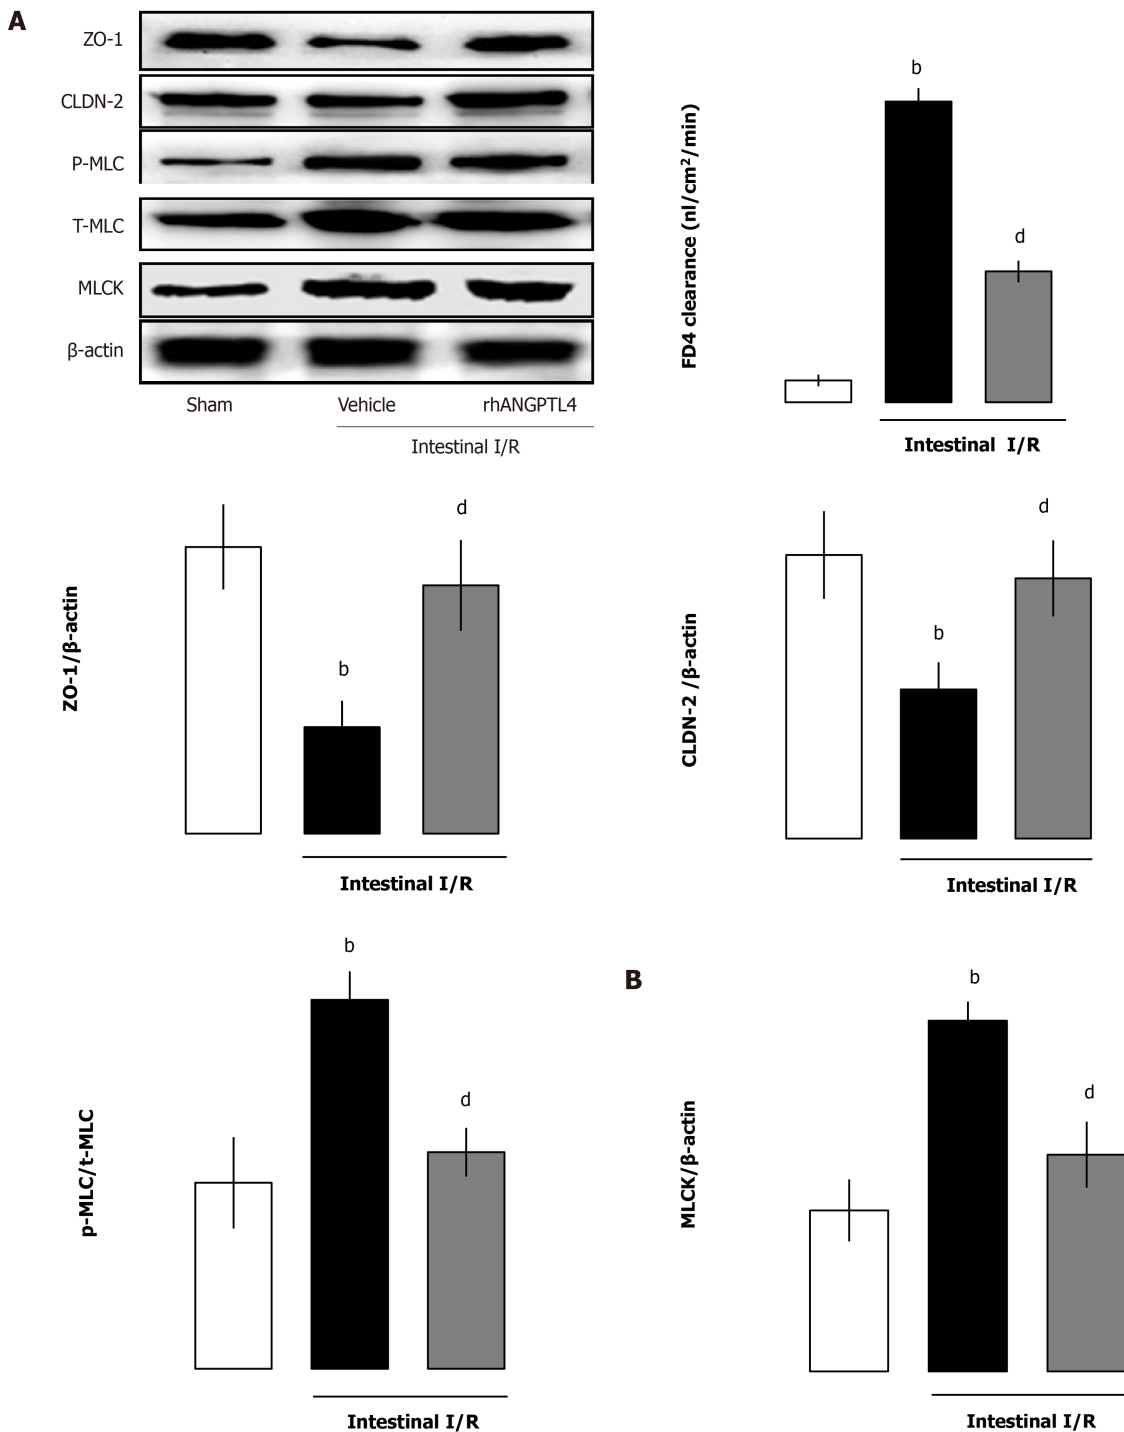 A
ZO-1
CLDN-2
P-MLC
T-MLC
MLCK
β-actin
Sham Vehicle rhANGPTL4
Intestinal I/R
FD4 clearance (nl/cm²/min)
b
d
Intestinal I/R
ZO-1/β-actin
b
d
Intestinal I/R
CLDN-2 /β-actin
b
d
Intestinal I/R
p-MLC/t-MLC
b
d
Intestinal I/R
B
MLCK/β-actin
b
d
Intestinal I/R